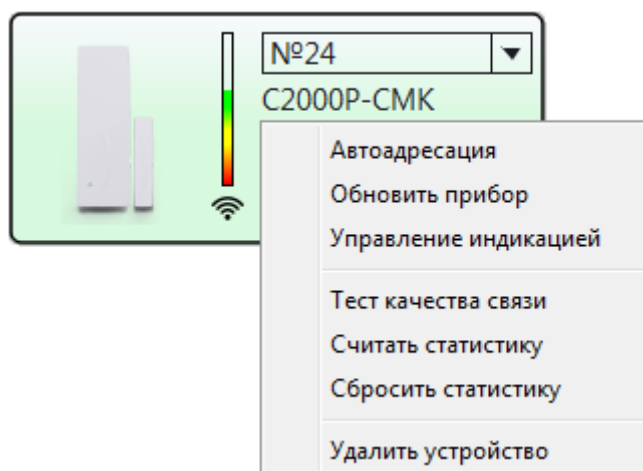 №24
С2000Р-СМК
Автоадресация
Обновить прибор
Управление индикацией
Тест качества связи
Считать статистику
Сбросить статистику
Удалить устройство